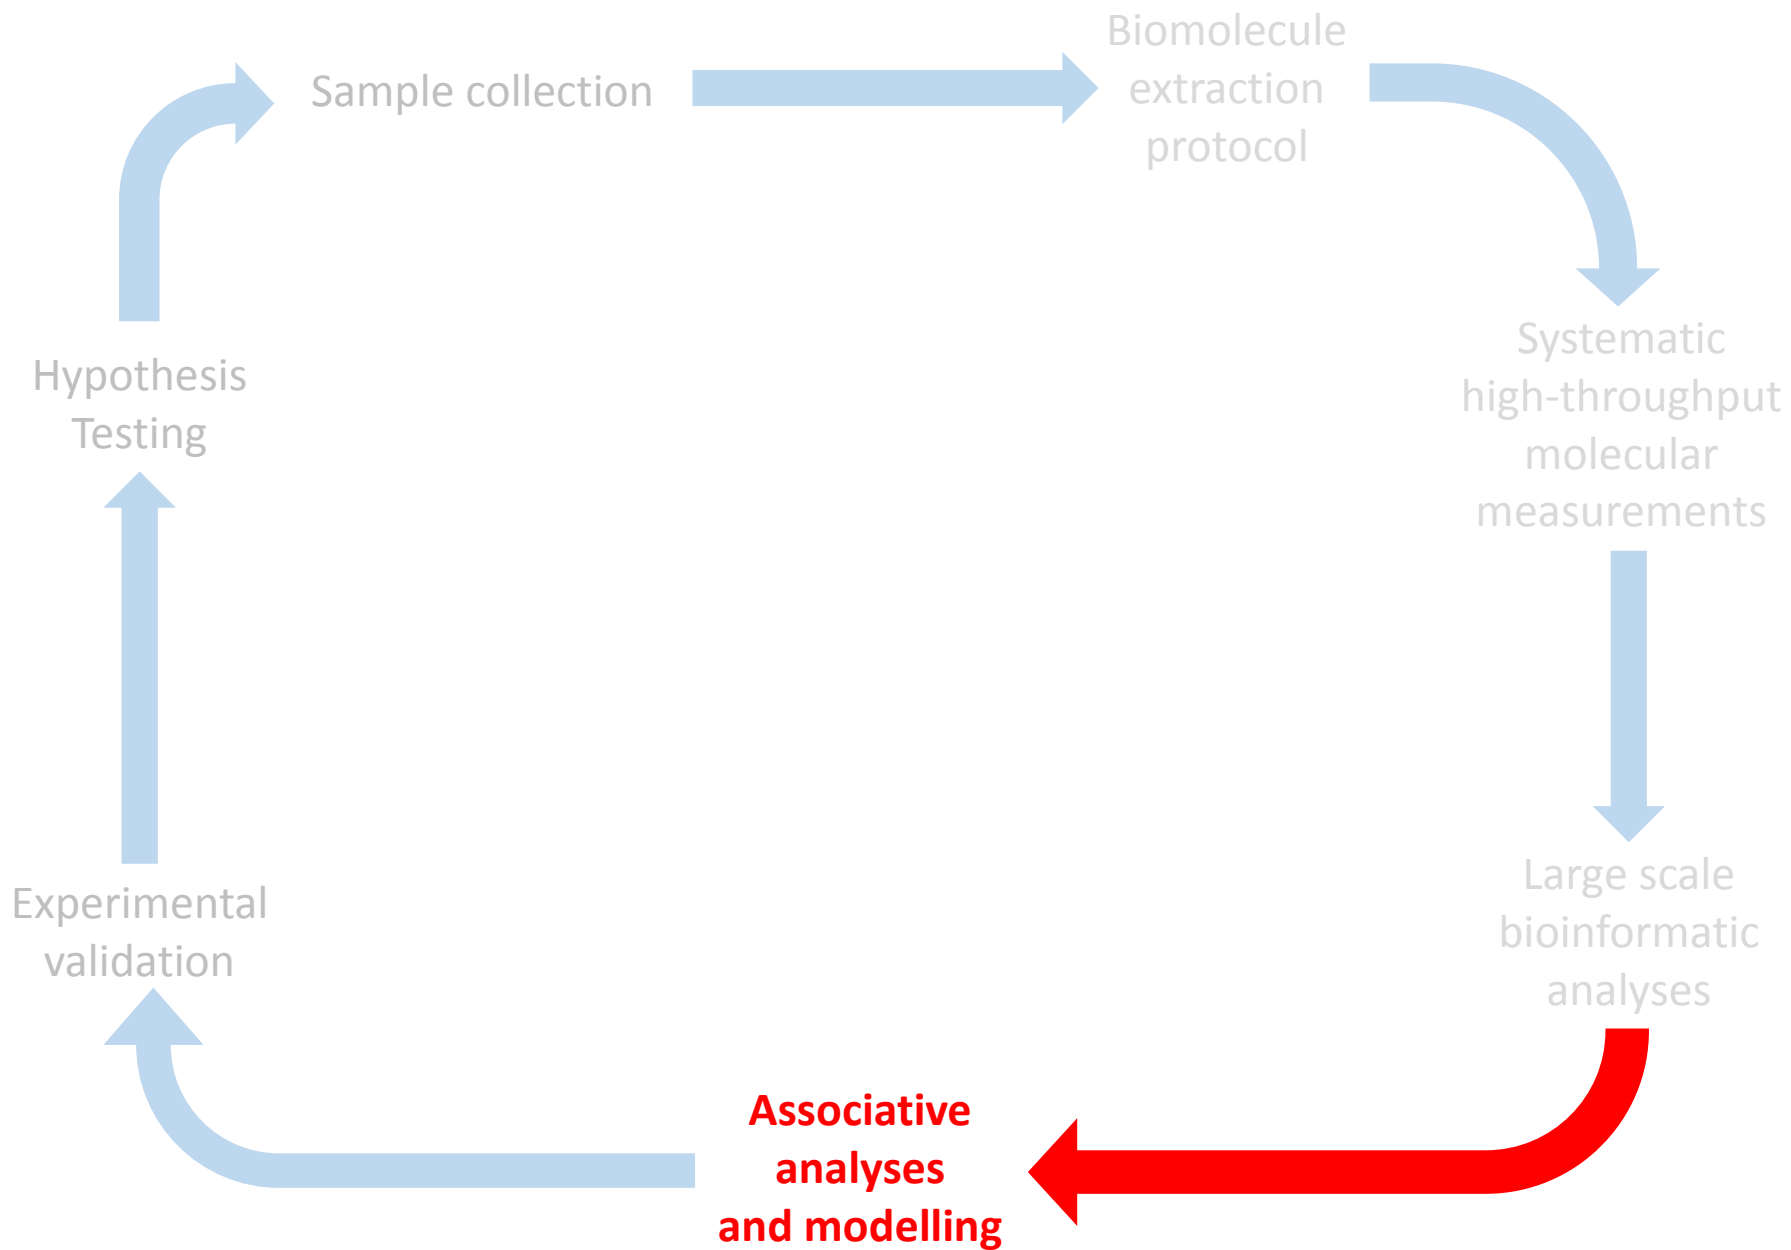 Sample collection
Biomolecule
extraction
protocol
Systematic
high-throughput
molecular
measurements
Large scale
bioinformatic
analyses
Associative
analyses
and modelling
Experimental
validation
Hypothesis
Testing